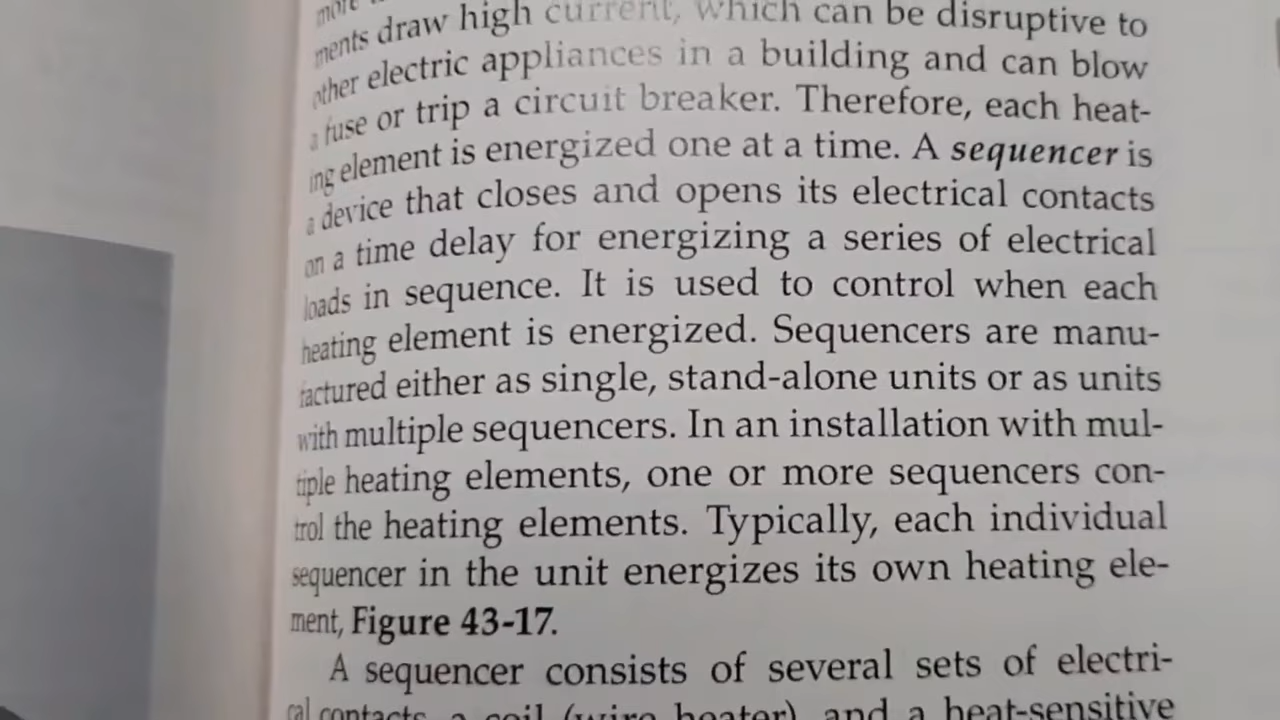 more
ments draw high current, which can be disruptive to
other electric appliances in a building and can blow
a fuse or trip a circuit breaker. Therefore, each heat-
ing element is energized one at a time. A sequencer is
a device that closes and opens its electrical contacts
on a time delay for energizing a series of electrical
loads in sequence. It is used to control when each
heating element is energized. Sequencers are manu-
factured either as single, stand-alone units or as units
with multiple sequencers. In an installation with mul-
tiple heating elements, one or more sequencers con-
trol the heating elements. Typically, each individual
sequencer in the unit energizes its own heating ele-
ment, Figure 43-17.
A sequencer consists of several sets of electri-
cal contacts, a coil (wire heater), and a heat-sensitive